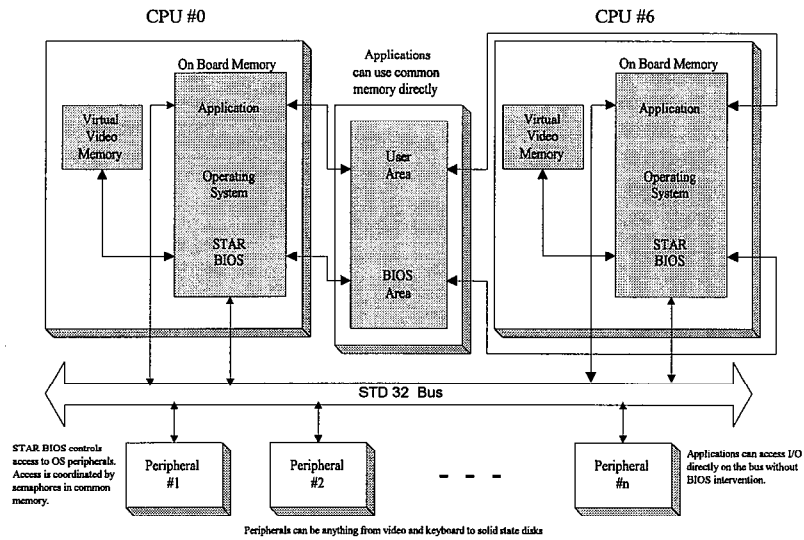 CPU #0
CPU #6
Applications
can use common
memory directly
On Board Memory
Application
Operating
System
STAR
BIOS
Virtual
Video
Memory
User
Area
BIOS
Area
On Board Memory
Application
Operating
System
STAR
BIOS
Virtual
Video
Memory
STD 32 Bus
STAR BIOS controls
access to OS peripherals.
Access is coordinated by
semaphores in common
memory.
Peripheral
#1
Peripheral
#2
- - -
Peripheral
#n
Applications can access I/O
directly on the bus without
BIOS intervention.
Peripherals can be anything from video and keyboard to solid state disks